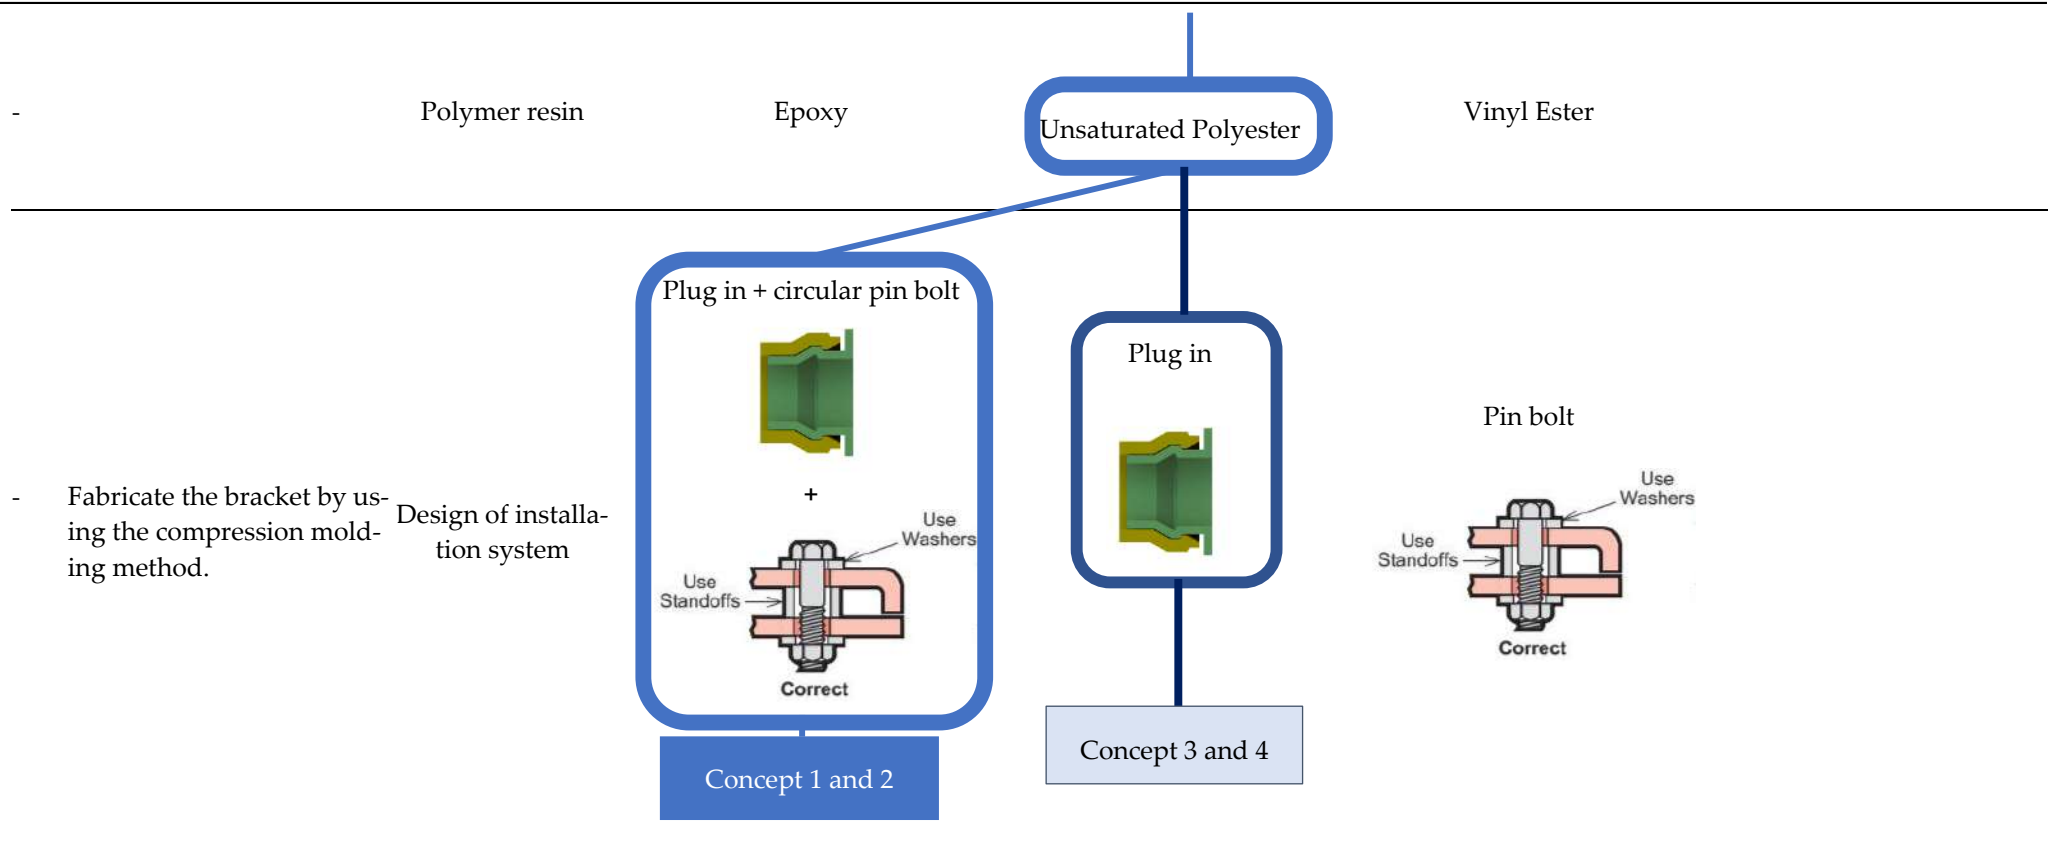 -
Polymer resin
Epoxy
Unsaturated Polyester
Vinyl Ester
-
Fabricate the bracket by us-
ing the compression mold-
ing method.
Design of installa-
tion system
Plug in + circular pin bolt
+
Use
Washers
Use
Standoffs
Correct
Concept 1 and 2
Plug in
Concept 3 and 4
Pin bolt
Use
Washers
Use
Standoffs
Correct